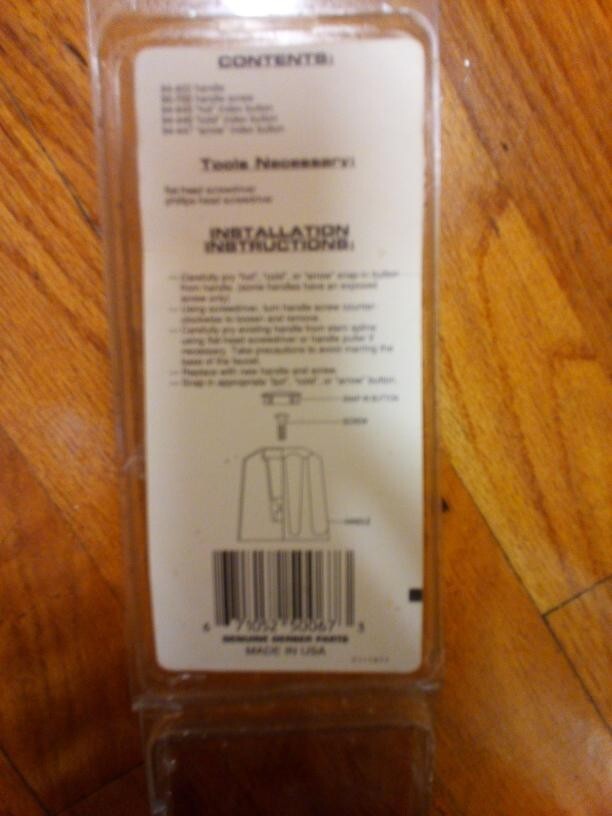 CONTENTS:
handle
handle screw
"hot" index button
"cold" index button
"arrow" index button
Tools Necessary:
flat head screwdriver
phillips head screwdriver
INSTALLATION
INSTRUCTIONS:
— Carefully pry "hot", "cold", or "arrow" snap-in button
from handle. (some handles have an exposed
screw only)
— Using screwdriver, turn handle screw counter
clockwise to loosen and remove.
— Carefully pry existing handle from stem spline
using flat head screwdriver or handle puller if
necessary. Take precautions to avoid marring the
base of the faucet.
— Replace with new handle and screw.
— Snap-in appropriate "hot", "cold", or "arrow" button.
SNAP-IN BUTTON
SCREW
HANDLE
6 71052 50067 3
GENUINE GERBER PARTS
MADE IN USA